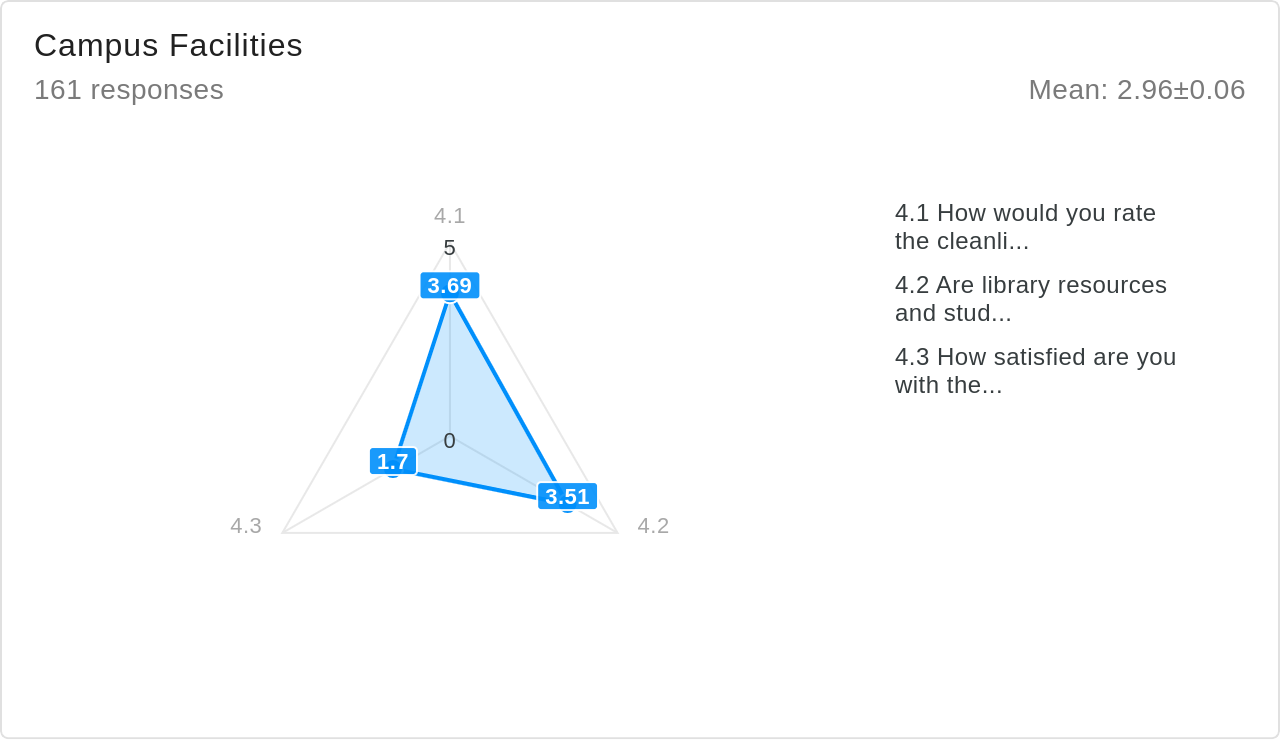 Campus Facilities
161 responses
Mean: 2.96±0.06
4.1
5
3.69
0
1.7
3.51
4.3
4.2
4.1 How would you rate
the cleanli...
4.2 Are library resources
and stud...
4.3 How satisfied are you
with the...